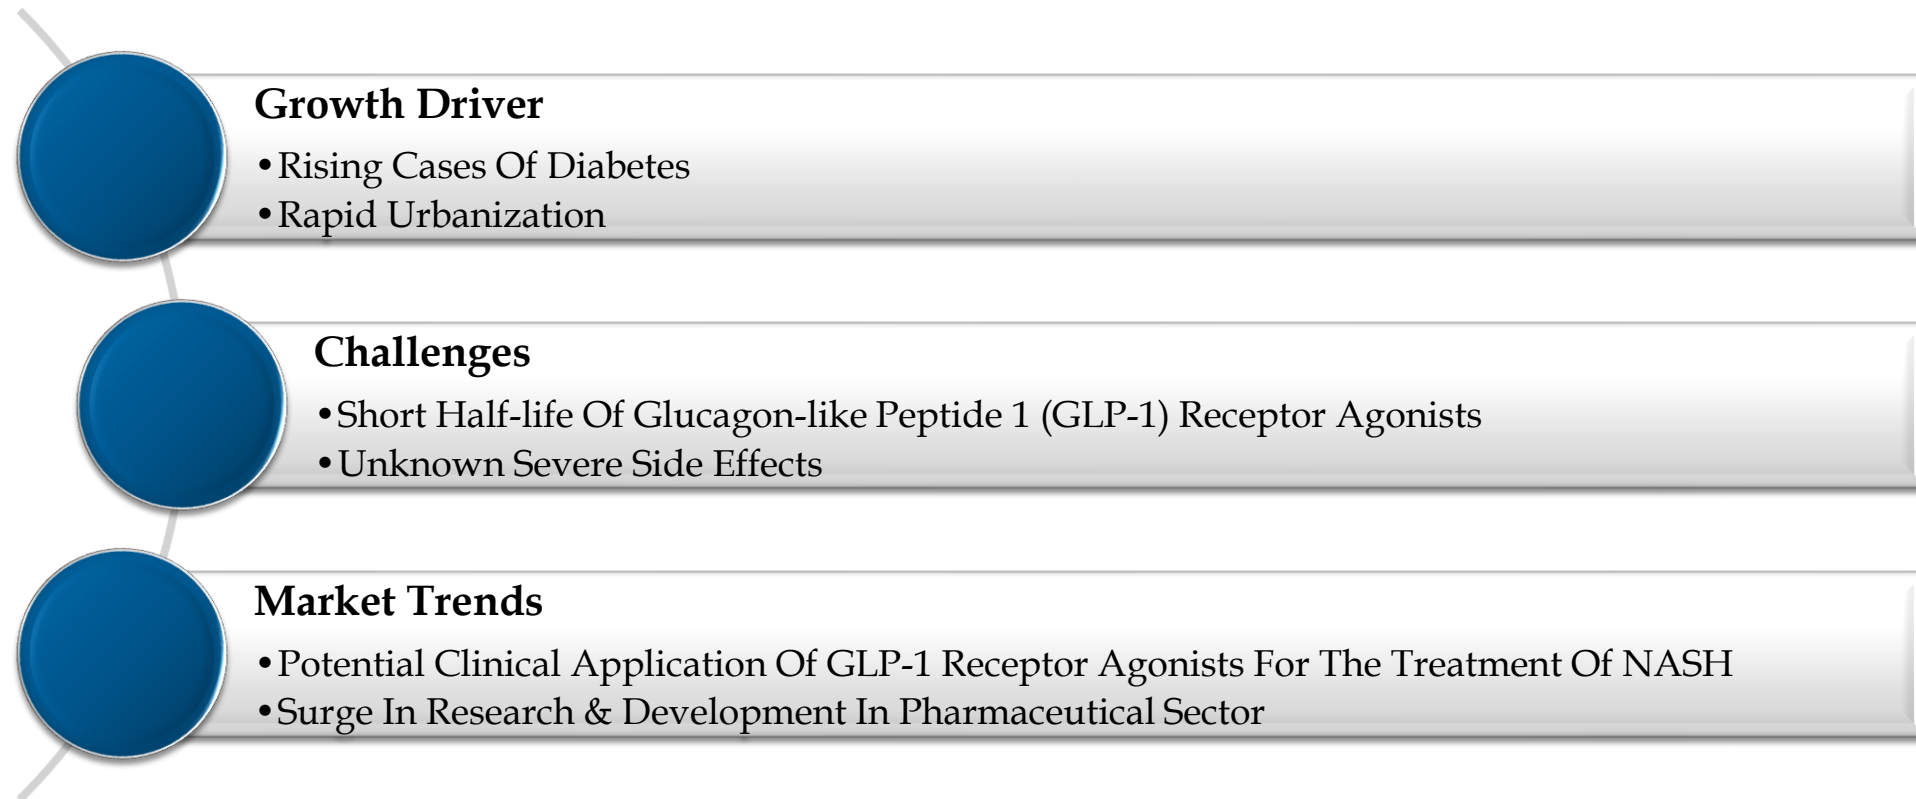 Growth Driver
•Rising Cases Of Diabetes
•Rapid Urbanization
Challenges
•Short Half-life Of Glucagon-like Peptide 1 (GLP-1) Receptor Agonists
•Unknown Severe Side Effects
Market Trends
•Potential Clinical Application Of GLP-1 Receptor Agonists For The Treatment Of NASH
•Surge In Research & Development In Pharmaceutical Sector